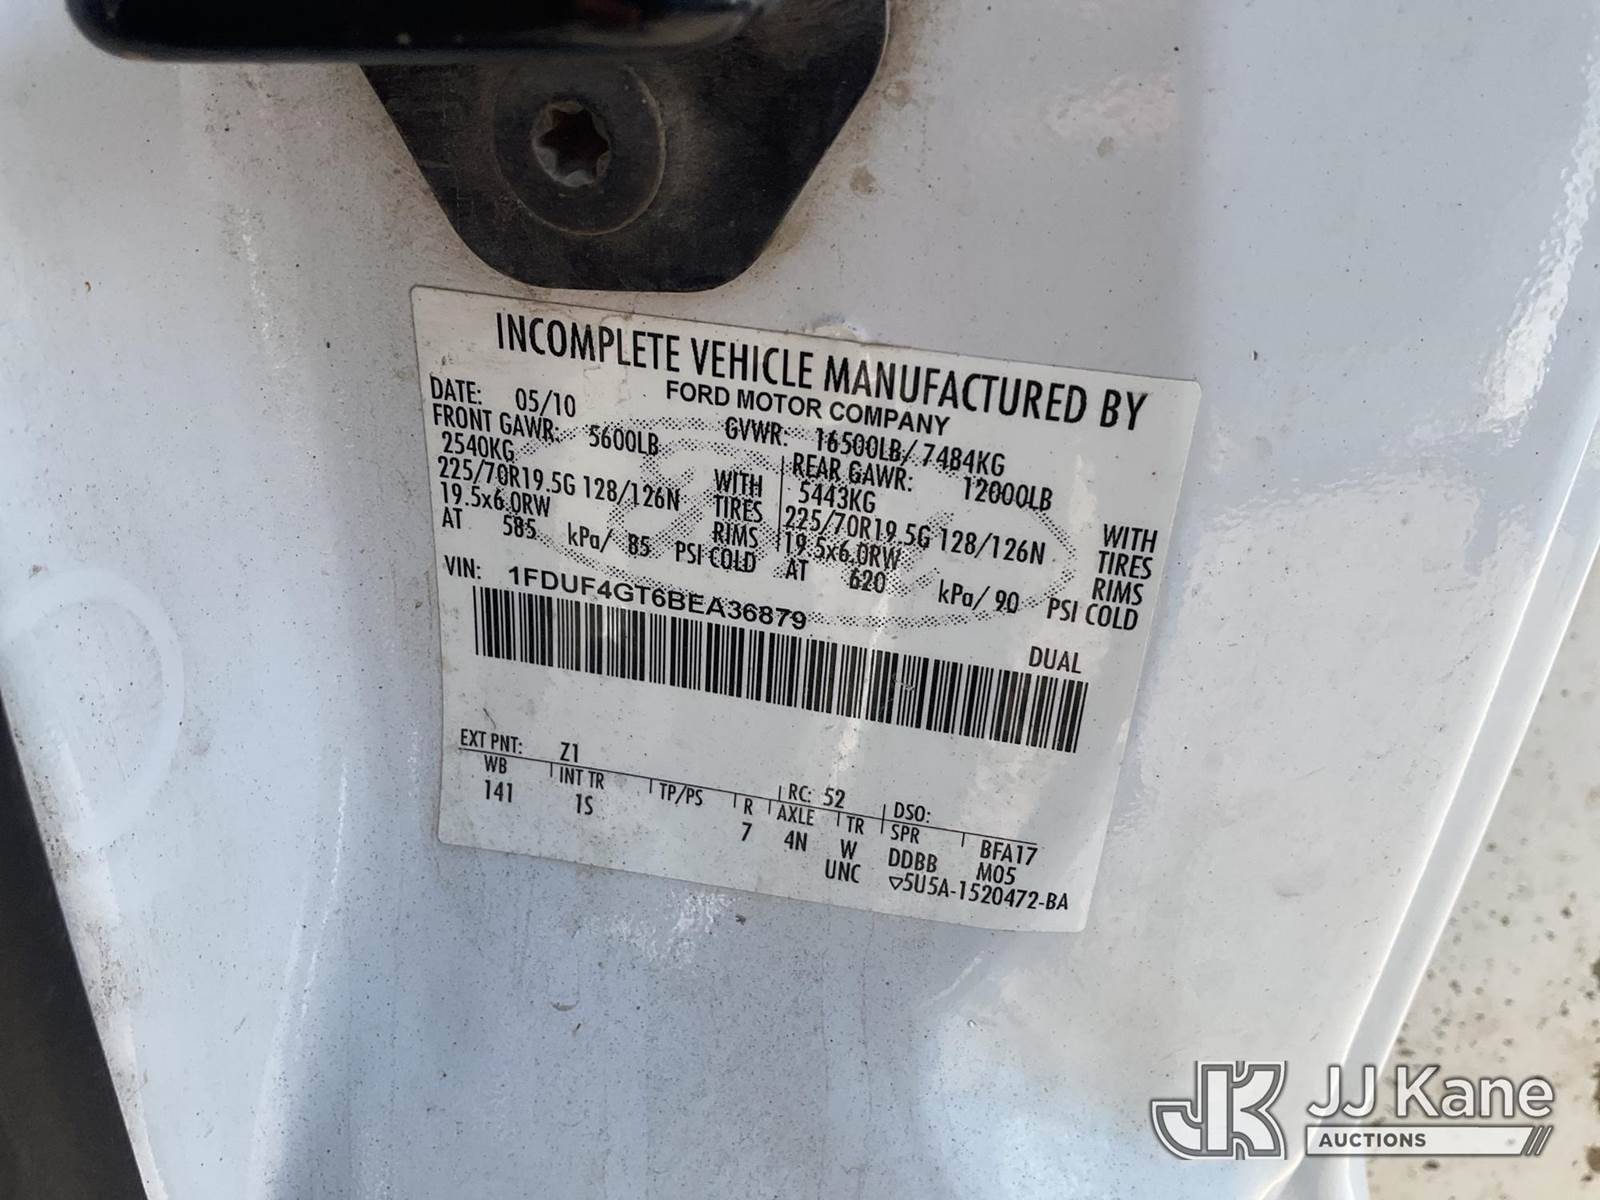 INCOMPLETE VEHICLE MANUFACTURED BY
FORD MOTOR COMPANY
DATE: 05/10 GVWR: 16500LB/ 7484KG
FRONT GAWR: 5600LB REAR GAWR: 12000LB
2540KG WITH 5443KG WITH
225/70R19.5G 128/126N TIRES 225/70R19.5G 128/126N TIRES
19.5x6.0RW RIMS 19.5x6.0RW RIMS
AT 585 kPa/ 85 PSI COLD AT 620 kPa/ 90 PSI COLD
VIN: 1FDUF4GT6BEA36879
DUAL
EXT PNT: Z1 RC: 52 DSO:
WB INT TR TP/PS R AXLE TR SPR BFA17
141 1S 7 4N W DDBB M05
UNC ▽5U5A-1520472-BA
JK JJ Kane
AUCTIONS